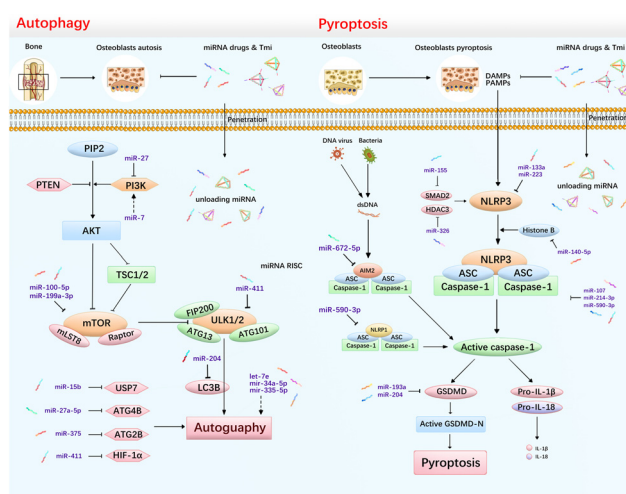 Autophagy
Bone
Osteoblasts autosis
miRNA drugs & Tmi
Penetration
PIP2
miR-27
PTEN
PI3K
miR-7
unloading miRNA
AKT
TSC1/2
miRNA RISC
miR-100-5p
miR-199a-3p
miR-411
FIP200
mTOR
ULK1/2
mLST8
Raptor
ATG13
ATG101
miR-204
LC3B
let-7e
mir-34a-5p
mir-335-5p
miR-15b
USP7
miR-27a-5p
ATG4B
miR-375
ATG2B
miR-411
HIF-1α
Autoguaphy
Pyroptosis
Osteoblasts
Osteoblasts pyroptosis
miRNA drugs & Tmi
DAMPs
PAMPs
Penetration
DNA virus
Bacteria
miR-155
miR-133a
miR-223
SMAD2
HDAC3
NLRP3
unloading miRNA
dsDNA
miR-326
Histone B
miR-672-5p
miR-140-5p
AIM2
NLRP3
ASC
ASC
ASC
ASC
Caspase-1
Caspase-1
Caspase-1
Caspase-1
miR-107
miR-214-3p
miR-590-3p
miR-590-3p
NLRP1
ASC
ASC
Caspase-1
Caspase-1
Active caspase-1
miR-193a
miR-204
GSDMD
Pro-IL-1β
Pro-IL-18
Active GSDMD-N
IL-1β
IL-18
Pyroptosis